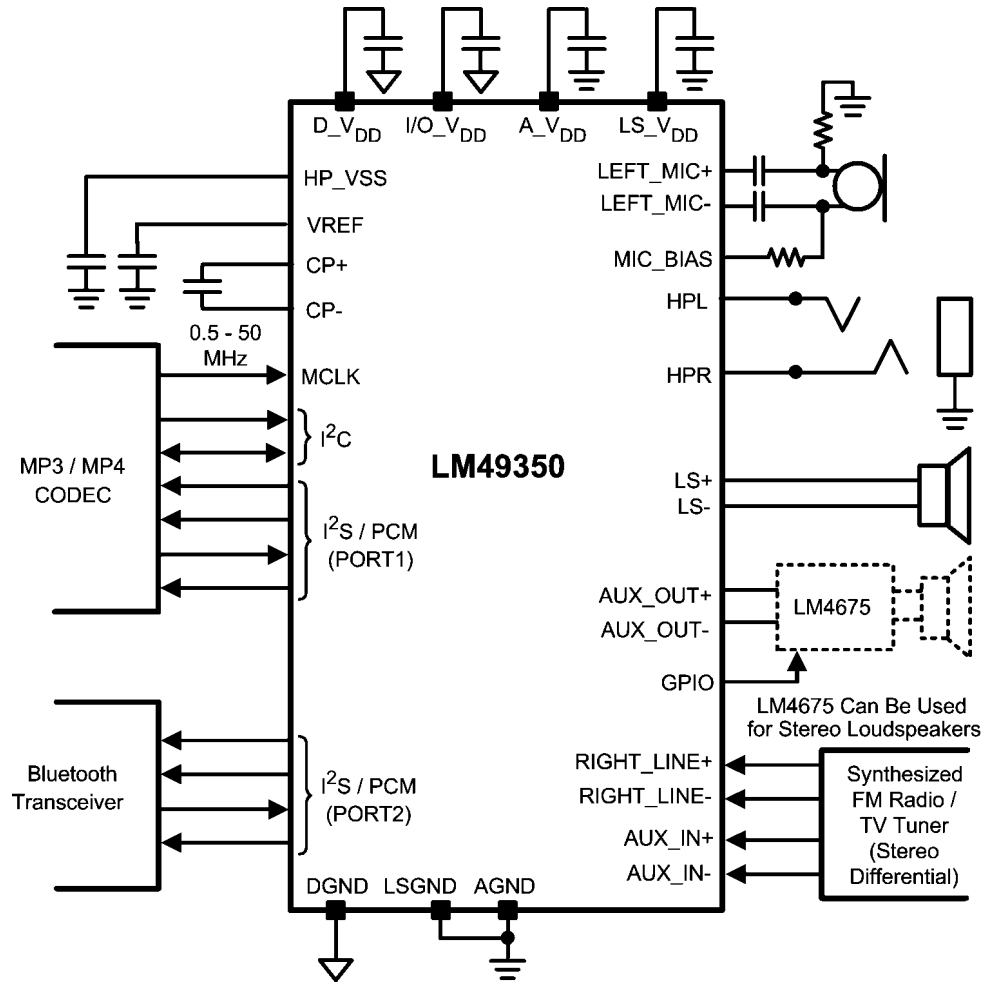 D_VDD
I/O_VDD
A_VDD
LS_VDD
HP_VSS
VREF
CP+
CP-
0.5 - 50
MHz
MCLK
I2C
MP3 / MP4
CODEC
I2S / PCM
(PORT1)
Bluetooth
Transceiver
I2S / PCM
(PORT2)
LM49350
LEFT_MIC+
LEFT_MIC-
MIC_BIAS
HPL
HPR
LS+
LS-
AUX_OUT+
AUX_OUT-
LM4675
GPIO
LM4675 Can Be Used
for Stereo Loudspeakers
RIGHT_LINE+
RIGHT_LINE-
AUX_IN+
AUX_IN-
Synthesized
FM Radio /
TV Tuner
(Stereo
Differential)
DGND
LSGND
AGND